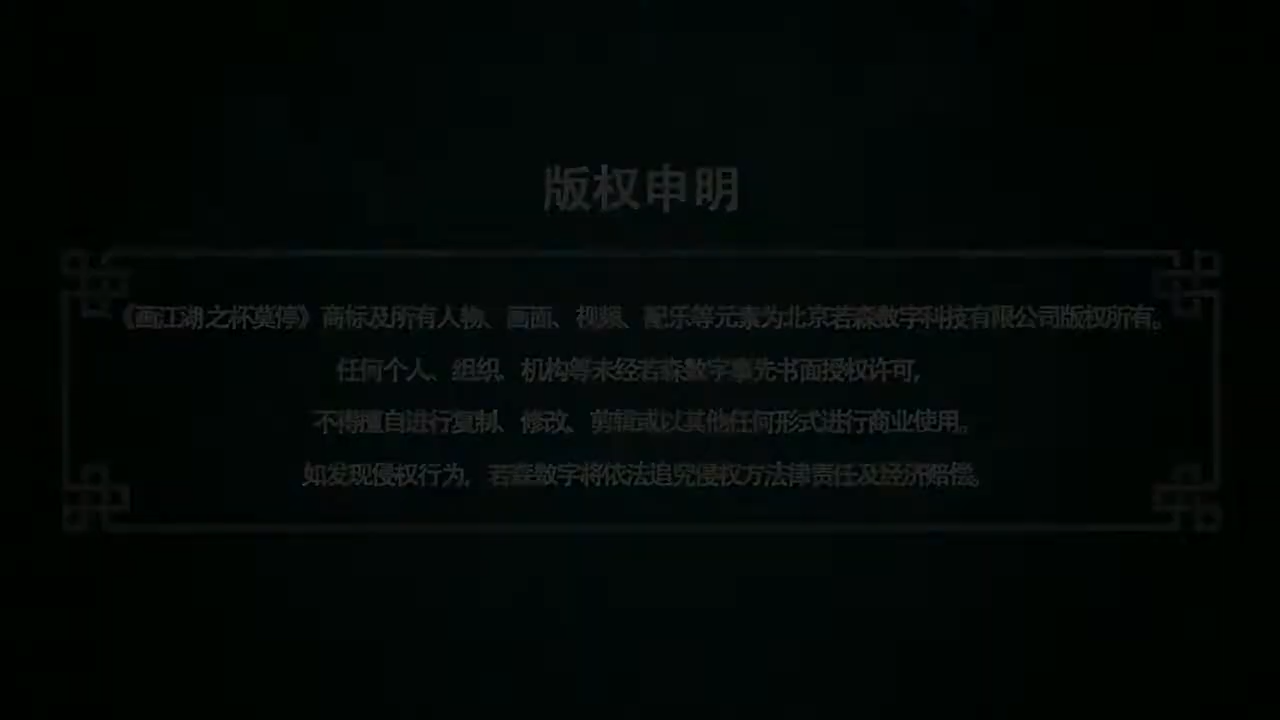 版权申明
《画江湖之杯莫停》商标及所有人物、画面、视频、配乐等元素为北京若森数字科技有限公司版权所有。
任何个人、组织、机构等未经若森数字事先书面授权许可,
不得擅自进行复制、修改、剪辑或以其他任何形式进行商业使用。
如发现侵权行为,若森数字将依法追究侵权方法律责任及经济赔偿。